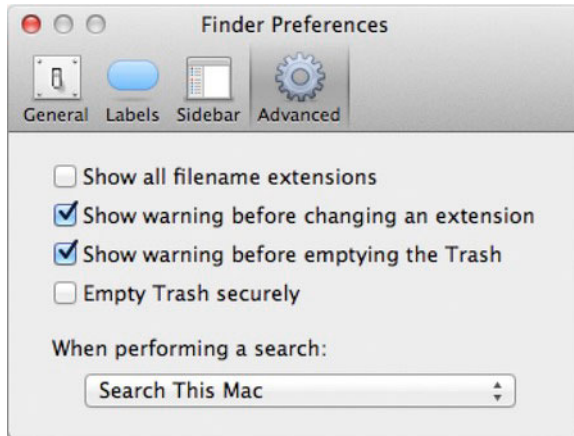 Finder Preferences
General Labels Sidebar Advanced
Show all filename extensions
Show warning before changing an extension
Show warning before emptying the Trash
Empty Trash securely
When performing a search:
Search This Mac